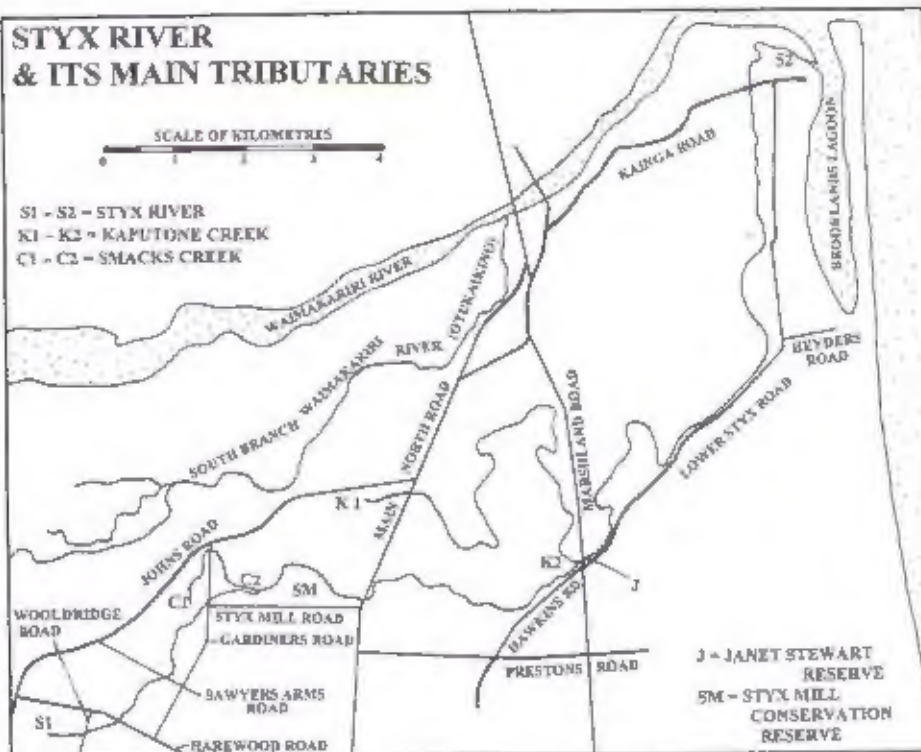 STYX RIVER
& ITS MAIN TRIBUTARIES
SCALE OF KILOMETRES
0 1 2 3 4
S1 - S2 = STYX RIVER
K1 - K2 = KAPUTONE CREEK
C1 - C2 = SMACKS CREEK
S2
KAINGA ROAD
BROOKLANDS LAGOON
WAIMAKARIRI RIVER
SOUTH BRANCH WAIMAKARIRI RIVER
HEYDERS
ROAD
LOWER STYX ROAD
MARSHLAND ROAD
MAIN NORTH ROAD
K1
JOHNS ROAD
K2
J
C1
C2
SM
HAWKINS RD
WOOLDRIDGE
ROAD
STYX MILL ROAD
GARDINERS ROAD
PRESTONS ROAD
SAWYERS ARMS
ROAD
S1
HAREWOOD ROAD
J = JANET STEWART
RESERVE
SM = STYX MILL
CONSERVATION
RESERVE